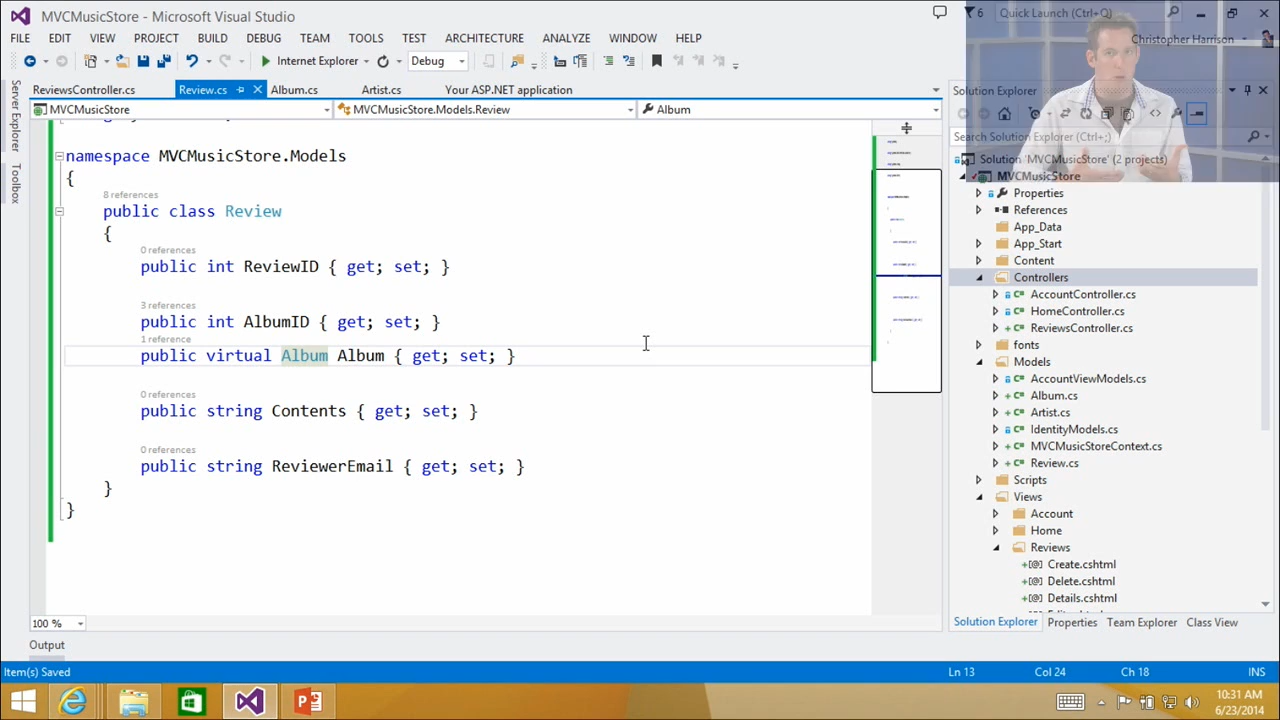 MVCMusicStore - Microsoft Visual Studio
6
Quick Launch (Ctrl+Q)
FILE EDIT VIEW PROJECT BUILD DEBUG TEAM TOOLS TEST ARCHITECTURE ANALYZE WINDOW HELP
Christopher Harrison
Internet Explorer
Debug
ReviewsController.cs
Review.cs
Album.cs
Artist.cs
Your ASP.NET application
MVCMusicStore
MVCMusicStore.Models.Review
Album
Server Explorer
Toolbox
namespace MVCMusicStore.Models
{
8 references
public class Review
{
0 references
public int ReviewID { get; set; }
3 references
public int AlbumID { get; set; }
1 reference
public virtual Album Album { get; set; }
0 references
public string Contents { get; set; }
0 references
public string ReviewerEmail { get; set; }
}
}
100 %
Output
Solution Explorer
Search Solution Explorer (Ctrl+;)
Solution 'MVCMusicStore' (2 projects)
MVCMusicStore
Properties
References
App_Data
App_Start
Content
Controllers
AccountController.cs
HomeController.cs
ReviewsController.cs
fonts
Models
AccountViewModels.cs
Album.cs
Artist.cs
IdentityModels.cs
MVCMusicStoreContext.cs
Review.cs
Scripts
Views
Account
Home
Reviews
Create.cshtml
Delete.cshtml
Details.cshtml
Solution Explorer Properties Team Explorer Class View
Item(s) Saved
Ln 13
Col 24
Ch 18
INS
10:31 AM
6/23/2014